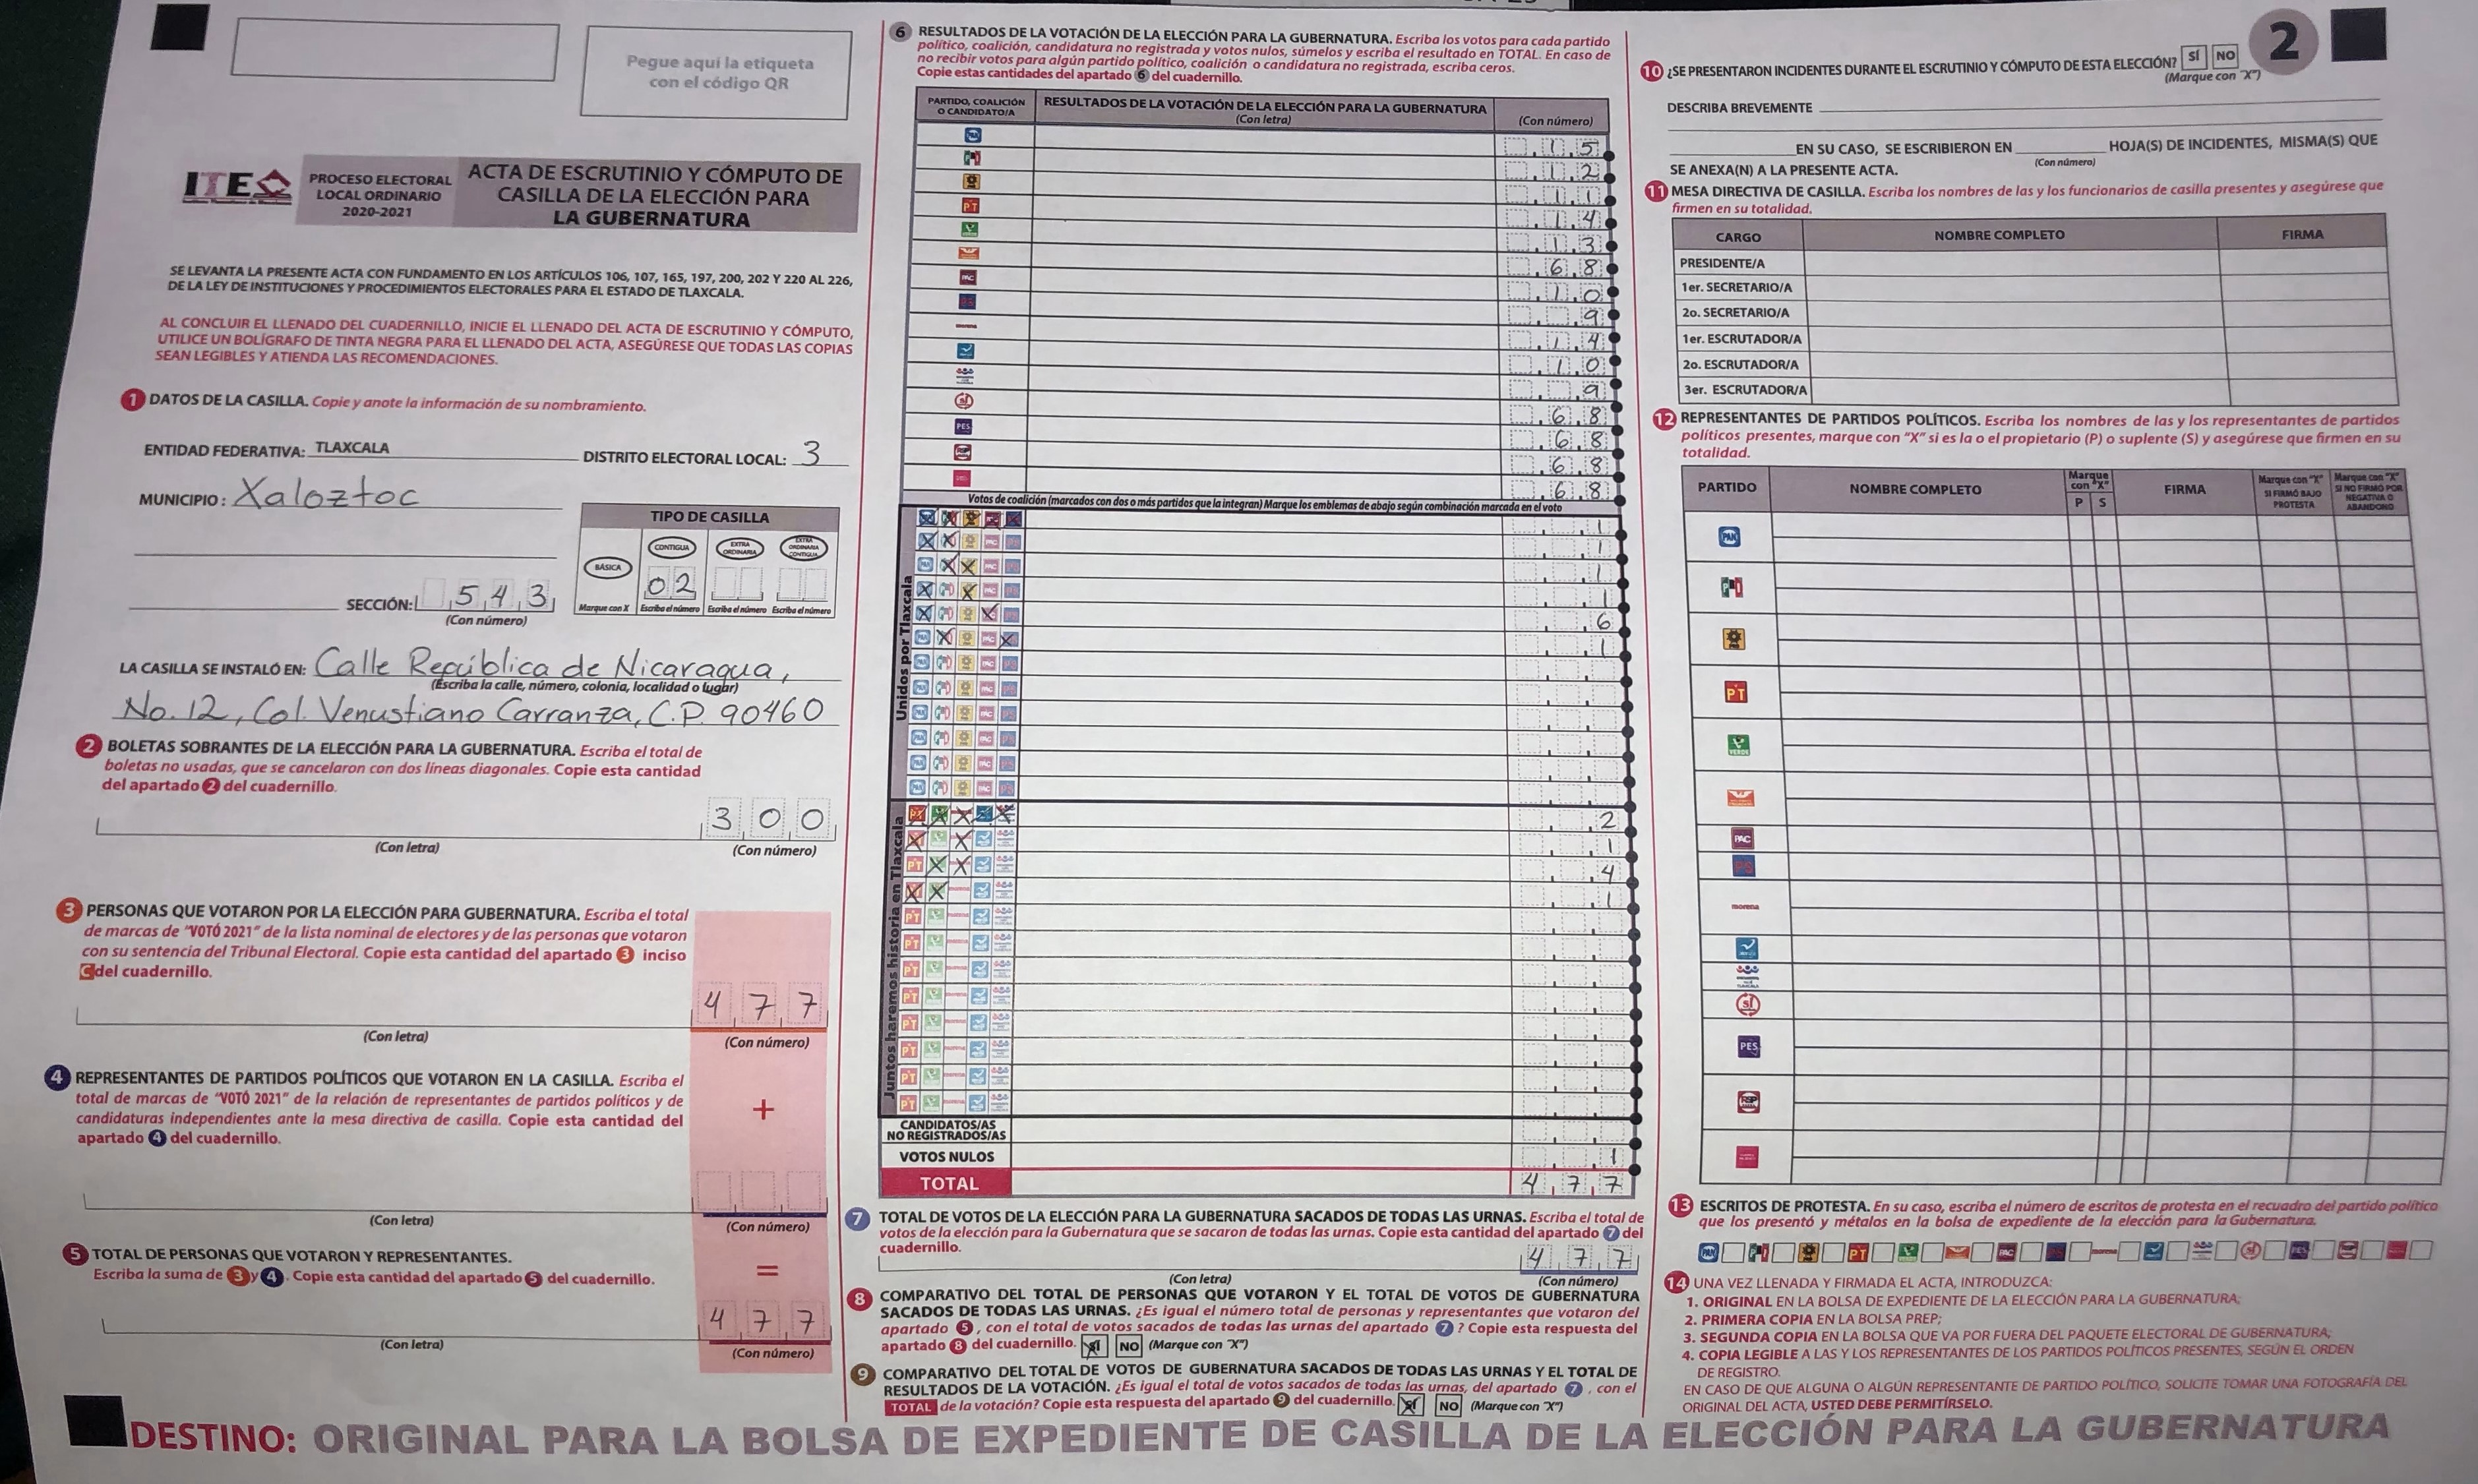 Pegue aquí la etiqueta
con el código QR
ITE
PROCESO ELECTORAL
LOCAL ORDINARIO
2020-2021
ACTA DE ESCRUTINIO Y CÓMPUTO DE
CASILLA DE LA ELECCIÓN PARA
LA GUBERNATURA
SE LEVANTA LA PRESENTE ACTA CON FUNDAMENTO EN LOS ARTÍCULOS 106, 107, 165, 197, 200, 202 Y 220 AL 226,
DE LA LEY DE INSTITUCIONES Y PROCEDIMIENTOS ELECTORALES PARA EL ESTADO DE TLAXCALA.
AL CONCLUIR EL LLENADO DEL CUADERNILLO, INICIE EL LLENADO DEL ACTA DE ESCRUTINIO Y CÓMPUTO,
UTILICE UN BOLÍGRAFO DE TINTA NEGRA PARA EL LLENADO DEL ACTA, ASEGÚRESE QUE TODAS LAS COPIAS
SEAN LEGIBLES Y ATIENDA LAS RECOMENDACIONES.
1 DATOS DE LA CASILLA. Copie y anote la información de su nombramiento.
ENTIDAD FEDERATIVA: TLAXCALA DISTRITO ELECTORAL LOCAL: 3
MUNICIPIO: Xaloztoc
TIPO DE CASILLA
BÁSICA CONTIGUA EXTRA ORDINARIA EXTRA ORDINARIA CONTIGUA
02
Marque con X Escriba el número Escriba el número Escriba el número
SECCIÓN: 543
(Con número)
LA CASILLA SE INSTALÓ EN: Calle República de Nicaragua,
(Escriba la calle, número, colonia, localidad o lugar)
No. 12, Col. Venustiano Carranza, C.P. 90460
2 BOLETAS SOBRANTES DE LA ELECCIÓN PARA LA GUBERNATURA. Escriba el total de
boletas no usadas, que se cancelaron con dos líneas diagonales. Copie esta cantidad
del apartado 2 del cuadernillo.
300
(Con letra) (Con número)
3 PERSONAS QUE VOTARON POR LA ELECCIÓN PARA GUBERNATURA. Escriba el total
de marcas de "VOTÓ 2021" de la lista nominal de electores y de las personas que votaron
con su sentencia del Tribunal Electoral. Copie esta cantidad del apartado 3 inciso
C del cuadernillo.
477
(Con letra) (Con número)
4 REPRESENTANTES DE PARTIDOS POLÍTICOS QUE VOTARON EN LA CASILLA. Escriba el
total de marcas de "VOTÓ 2021" de la relación de representantes de partidos políticos y de
candidaturas independientes ante la mesa directiva de casilla. Copie esta cantidad del
apartado 4 del cuadernillo.
+
(Con letra) (Con número)
5 TOTAL DE PERSONAS QUE VOTARON Y REPRESENTANTES.
Escriba la suma de 3 y 4. Copie esta cantidad del apartado 5 del cuadernillo.
=
477
(Con letra) (Con número)
6 RESULTADOS DE LA VOTACIÓN DE LA ELECCIÓN PARA LA GUBERNATURA. Escriba los votos para cada partido
político, coalición, candidatura no registrada y votos nulos, súmelos y escriba el resultado en TOTAL. En caso de
no recibir votos para algún partido político, coalición o candidatura no registrada, escriba ceros.
Copie estas cantidades del apartado 6 del cuadernillo.
PARTIDO, COALICIÓN
O CANDIDATO/A
RESULTADOS DE LA VOTACIÓN DE LA ELECCIÓN PARA LA GUBERNATURA
(Con letra) (Con número)
PAN 15
PRI 12
PRD 11
PT 14
VERDE 13
68
PAC 10
PS 9
morena 14
10
9
SÍ 68
PES 68
RSP 68
68
Votos de coalición (marcados con dos o más partidos que la integran) Marque los emblemas de abajo según combinación marcada en el voto
Unidos por Tlaxcala
1
1
1
1
6
1
Juntos haremos historia en Tlaxcala
2
1
4
1
CANDIDATOS/AS
NO REGISTRADOS/AS
VOTOS NULOS 1
TOTAL 477
7 TOTAL DE VOTOS DE LA ELECCIÓN PARA LA GUBERNATURA SACADOS DE TODAS LAS URNAS. Escriba el total de
votos de la elección para la Gubernatura que se sacaron de todas las urnas. Copie esta cantidad del apartado 7 del
cuadernillo.
477
(Con letra) (Con número)
8 COMPARATIVO DEL TOTAL DE PERSONAS QUE VOTARON Y EL TOTAL DE VOTOS DE GUBERNATURA
SACADOS DE TODAS LAS URNAS. ¿Es igual el número total de personas y representantes que votaron del
apartado 5, con el total de votos sacados de todas las urnas del apartado 7? Copie esta respuesta del
apartado 8 del cuadernillo. SÍ NO (Marque con "X")
9 COMPARATIVO DEL TOTAL DE VOTOS DE GUBERNATURA SACADOS DE TODAS LAS URNAS Y EL TOTAL DE
RESULTADOS DE LA VOTACIÓN. ¿Es igual el total de votos sacados de todas las urnas, del apartado 7, con el
TOTAL de la votación? Copie esta respuesta del apartado 9 del cuadernillo. SÍ NO (Marque con "X")
2
10 ¿SE PRESENTARON INCIDENTES DURANTE EL ESCRUTINIO Y CÓMPUTO DE ESTA ELECCIÓN? SÍ NO
(Marque con "X")
DESCRIBA BREVEMENTE
EN SU CASO, SE ESCRIBIERON EN HOJA(S) DE INCIDENTES, MISMA(S) QUE
(Con número)
SE ANEXA(N) A LA PRESENTE ACTA.
11 MESA DIRECTIVA DE CASILLA. Escriba los nombres de las y los funcionarios de casilla presentes y asegúrese que
firmen en su totalidad.
CARGO NOMBRE COMPLETO FIRMA
PRESIDENTE/A
1er. SECRETARIO/A
2o. SECRETARIO/A
1er. ESCRUTADOR/A
2o. ESCRUTADOR/A
3er. ESCRUTADOR/A
12 REPRESENTANTES DE PARTIDOS POLÍTICOS. Escriba los nombres de las y los representantes de partidos
políticos presentes, marque con "X" si es la o el propietario (P) o suplente (S) y asegúrese que firmen en su
totalidad.
PARTIDO NOMBRE COMPLETO Marque con "X" P S FIRMA Marque con "X" SI FIRMÓ BAJO PROTESTA Marque con "X" SI NO FIRMÓ POR NEGATIVA O ABANDONO
PAN
PRI
PRD
PT
VERDE
PAC
PS
morena
SÍ
PES
RSP
13 ESCRITOS DE PROTESTA. En su caso, escriba el número de escritos de protesta en el recuadro del partido político
que los presentó y métalos en la bolsa de expediente de la elección para la Gubernatura.
14 UNA VEZ LLENADA Y FIRMADA EL ACTA, INTRODUZCA:
1. ORIGINAL EN LA BOLSA DE EXPEDIENTE DE LA ELECCIÓN PARA LA GUBERNATURA;
2. PRIMERA COPIA EN LA BOLSA PREP;
3. SEGUNDA COPIA EN LA BOLSA QUE VA POR FUERA DEL PAQUETE ELECTORAL DE GUBERNATURA;
4. COPIA LEGIBLE A LAS Y LOS REPRESENTANTES DE LOS PARTIDOS POLÍTICOS PRESENTES, SEGÚN EL ORDEN
DE REGISTRO.
EN CASO DE QUE ALGUNA O ALGÚN REPRESENTANTE DE PARTIDO POLÍTICO, SOLICITE TOMAR UNA FOTOGRAFÍA DEL
ORIGINAL DEL ACTA, USTED DEBE PERMITÍRSELO.
DESTINO: ORIGINAL PARA LA BOLSA DE EXPEDIENTE DE CASILLA DE LA ELECCIÓN PARA LA GUBERNATURA